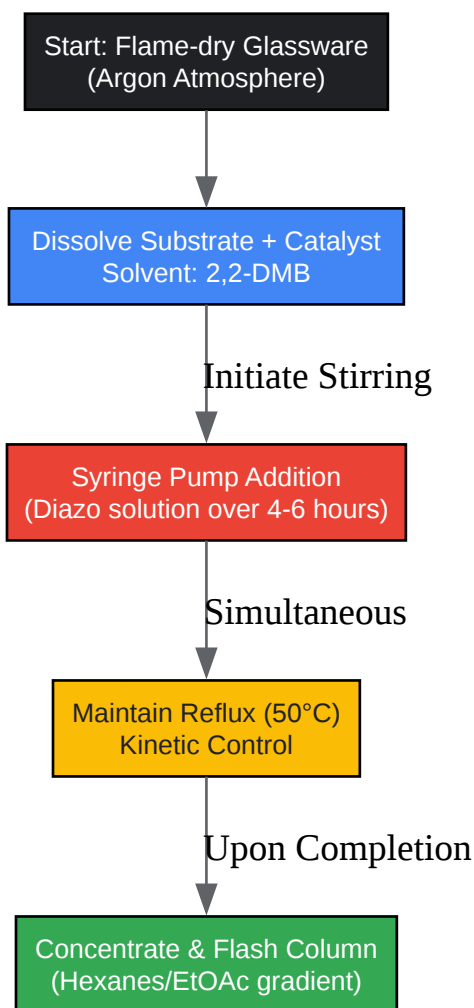 Start: Flame-dry Glassware
(Argon Atmosphere)
Dissolve Substrate + Catalyst
Solvent: 2,2-DMB
Initiate Stirring
Syringe Pump Addition
(Diazo solution over 4-6 hours)
Simultaneous
Maintain Reflux (50°C)
Kinetic Control
Upon Completion
Concentrate & Flash Column
(Hexanes/EtOAc gradient)